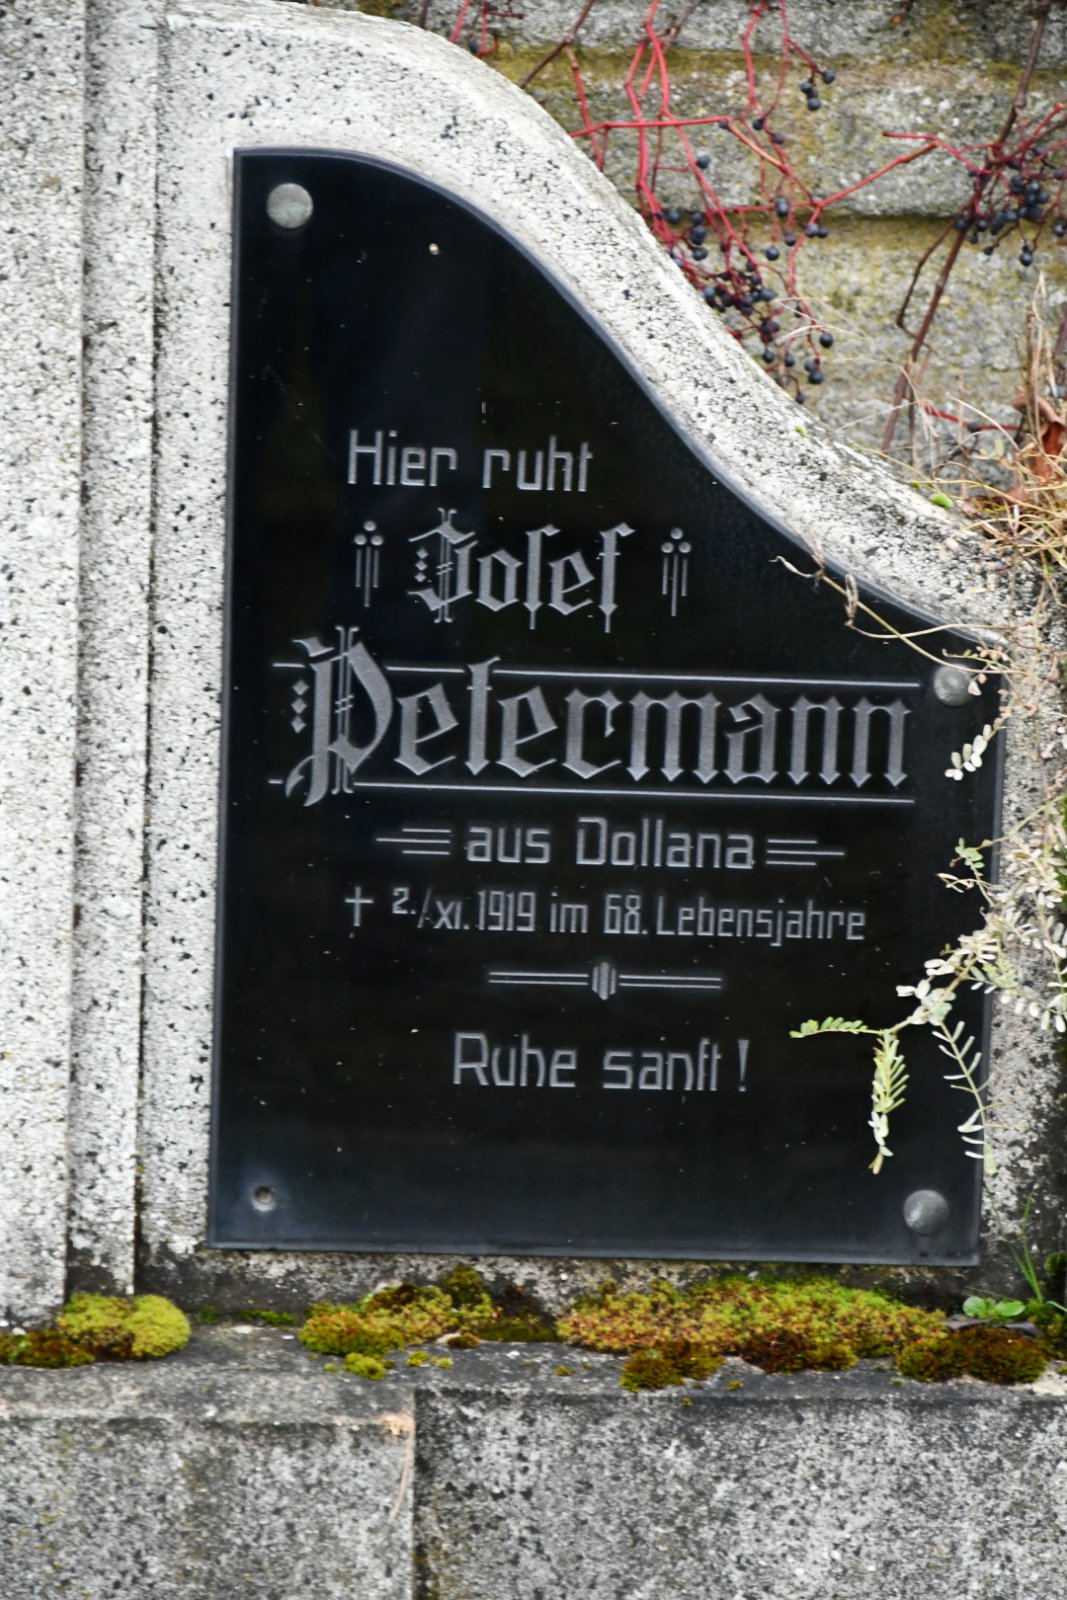 Hier ruht
Josef
Petermann
aus Dollana
† 2./XI. 1919 im 68. Lebensjahre
Ruhe sanft!